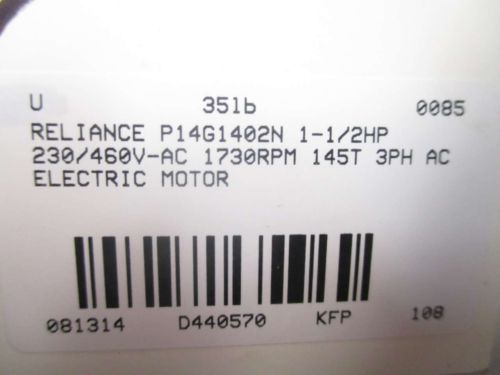 U 35lb 0085
RELIANCE P14G1402N 1-1/2HP
230/460V-AC 1730RPM 145T 3PH AC
ELECTRIC MOTOR
081314 D440570 KFP 108